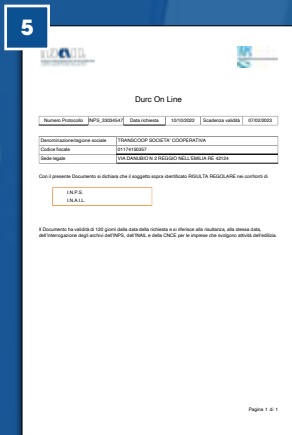 5
Durc On Line
Numero Protocollo INPS_33034547 Data richiesta 10/10/2022 Scadenza validità 07/02/2023
Denominazione/ragione sociale TRANSCOOP SOCIETA' COOPERATIVA
Codice fiscale 01174150357
Sede legale VIA DANUBIO N 2 REGGIO NELL'EMILIA RE 42124
Con il presente Documento si dichiara che il soggetto sopra identificato RISULTA REGOLARE nei confronti di
I.N.P.S.
I.N.A.I.L.
Il Documento ha validità di 120 giorni dalla data della richiesta e si riferisce alla risultanza, alla stessa data,
dell'interrogazione degli archivi dell'INPS, dell'INAIL e della CNCE per le imprese che svolgono attività dell'edilizia.
Pagina 1 di 1